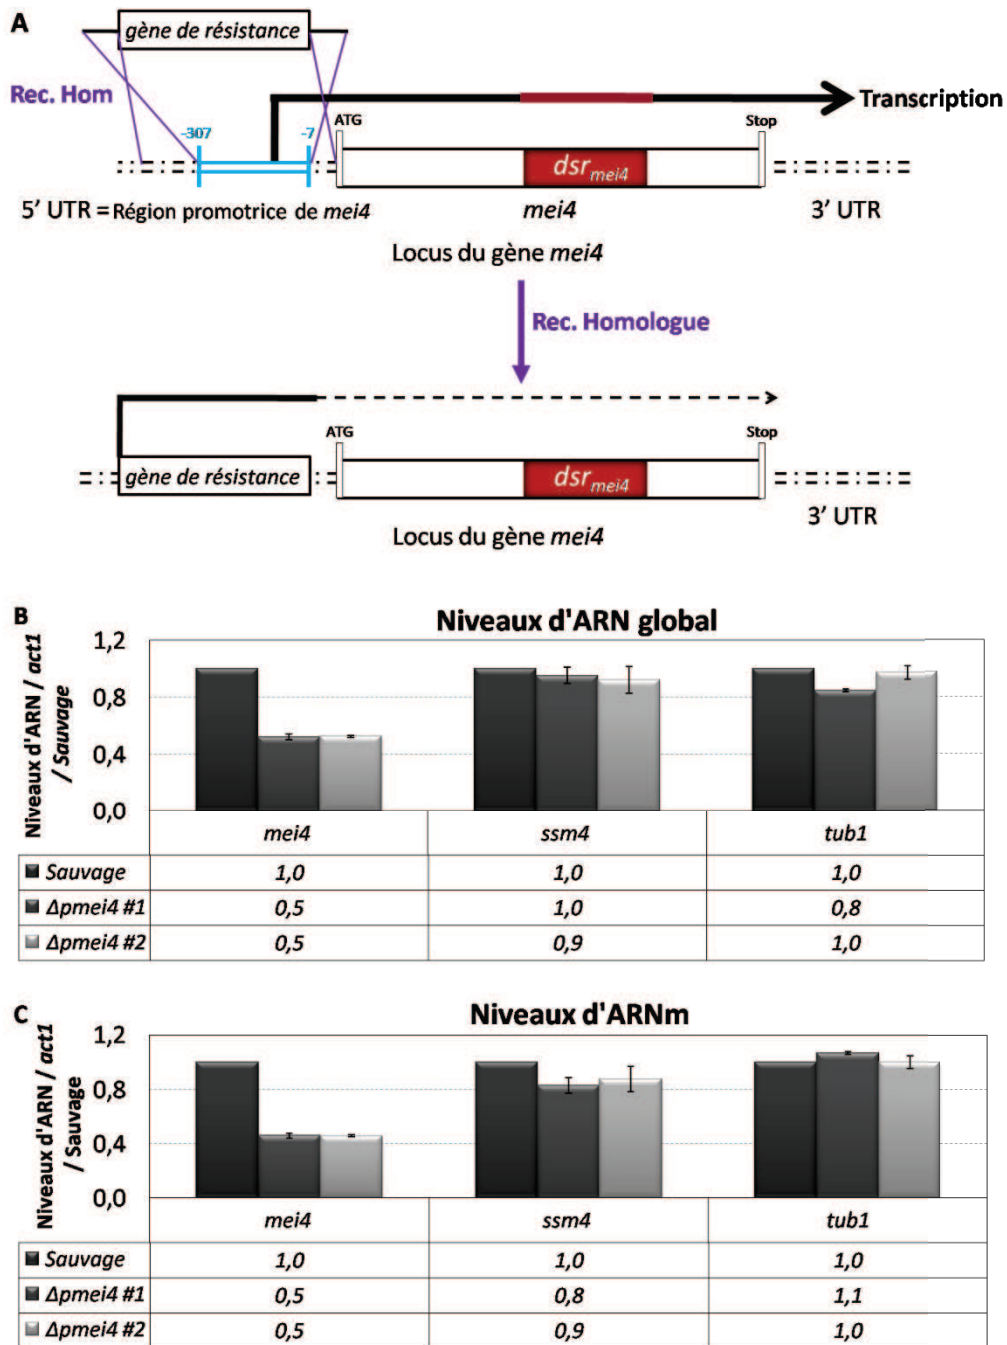 A
gène de résistance
Rec. Hom
Transcription
-307
-7
ATG
Stop
dsr mei4
5' UTR = Région promotrice de mei4
mei4
3' UTR
Locus du gène mei4
Rec. Homologue
ATG
Stop
gène de résistance
dsr mei4
3' UTR
Locus du gène mei4
B
Niveaux d'ARN global
Niveaux d'ARN / act1
/ Sauvage
1,2
0,8
0,4
0,0
mei4 ssm4 tub1
Sauvage 1,0 1,0 1,0
Δpmei4 #1 0,5 1,0 0,8
Δpmei4 #2 0,5 0,9 1,0
C
Niveaux d'ARNm
Niveaux d'ARN / act1
/ Sauvage
1,2
0,8
0,4
0,0
mei4 ssm4 tub1
Sauvage 1,0 1,0 1,0
Δpmei4 #1 0,5 0,8 1,1
Δpmei4 #2 0,5 0,9 1,0